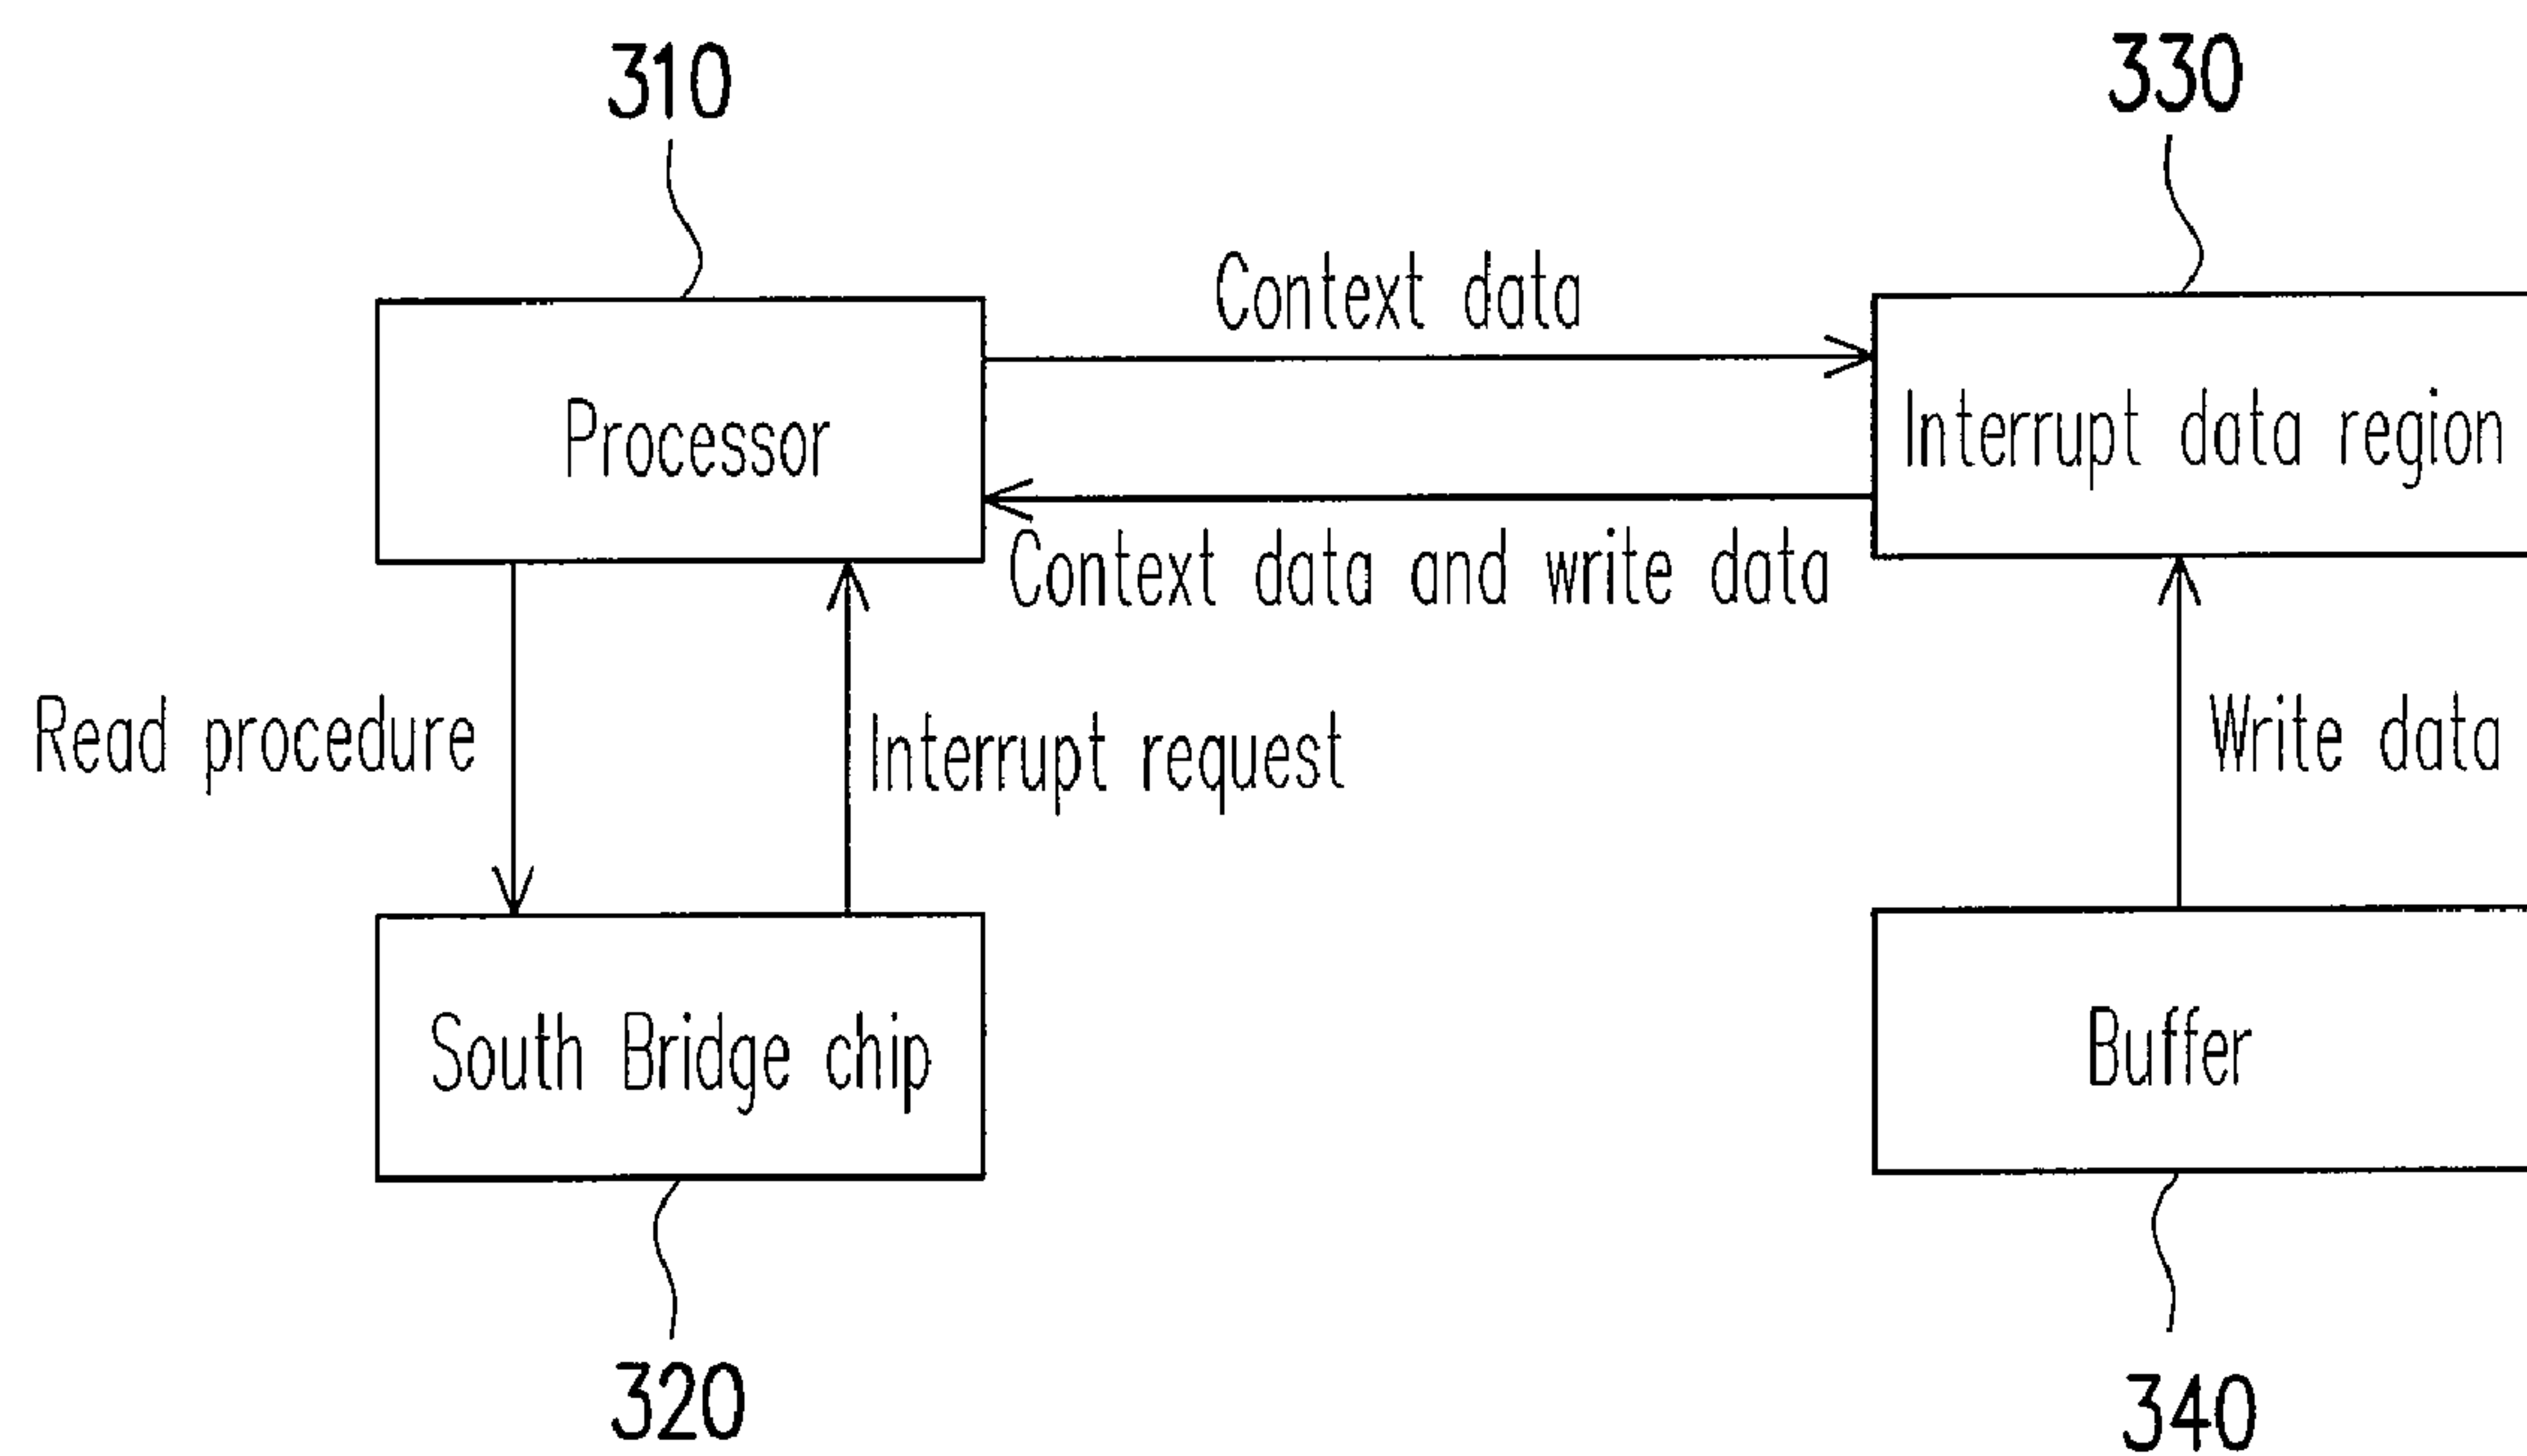 310
330
Context data
Processor
Interrupt data region
Context data and write data
Read procedure
Interrupt request
Write data
South Bridge chip
Buffer
320
340